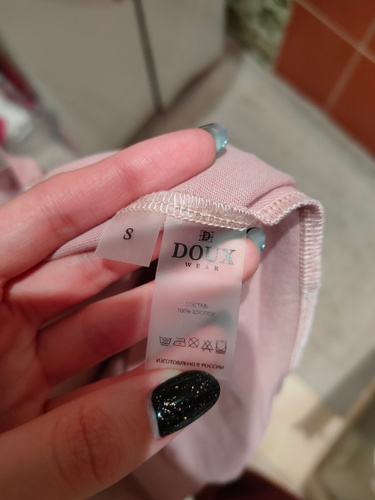 S
DOUX
WEAR
СОСТАВ:
100% ХЛОПОК
ИЗГОТОВЛЕНО В РОССИИ